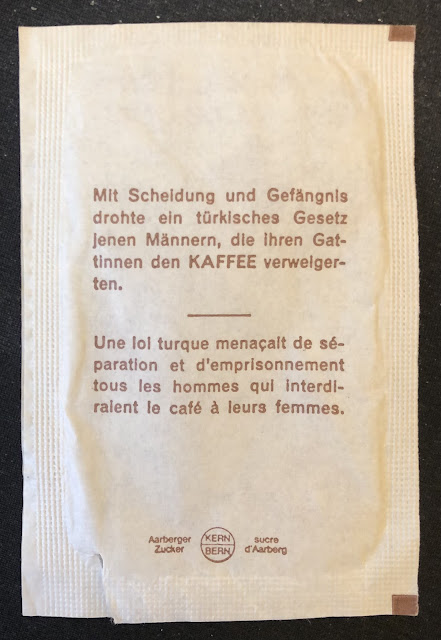 Mit Scheidung und Gefängnis
drohte ein türkisches Gesetz
jenen Männern, die ihren Gat-
tinnen den KAFFEE verweiger-
ten.
Une loi turque menaçait de sé-
paration et d'emprisonnement
tous les hommes qui interdi-
raient le café à leurs femmes.
Aarberger
Zucker
KERN
BERN
sucre
d'Aarberg